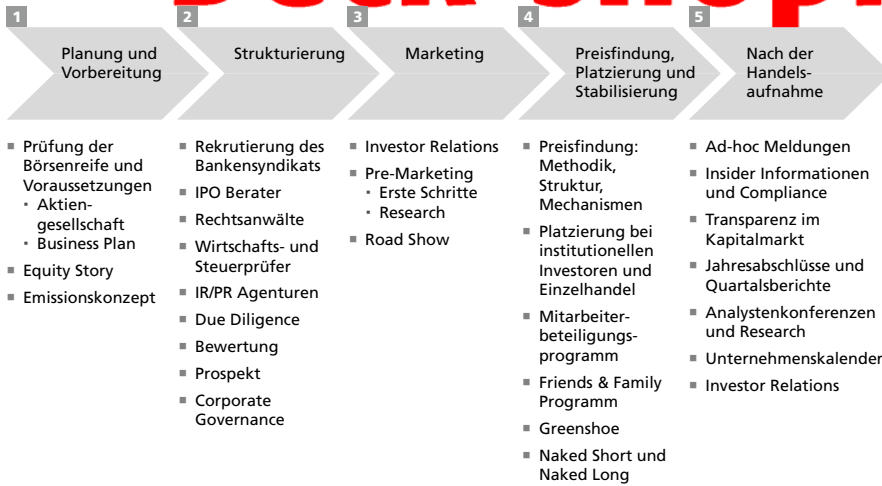 1
Planung und
Vorbereitung
2
Strukturierung
3
Marketing
4
Preisfindung,
Platzierung und
Stabilisierung
5
Nach der
Handels-
aufnahme
▪ Prüfung der
Börsenreife und
Voraussetzungen
▪ Aktien-
gesellschaft
▪ Business Plan
▪ Equity Story
▪ Emissionskonzept
▪ Rekrutierung des
Bankensyndikats
▪ IPO Berater
▪ Rechtsanwälte
▪ Wirtschafts- und
Steuerprüfer
▪ IR/PR Agenturen
▪ Due Diligence
▪ Bewertung
▪ Prospekt
▪ Corporate
Governance
▪ Investor Relations
▪ Pre-Marketing
▪ Erste Schritte
▪ Research
▪ Road Show
▪ Preisfindung:
Methodik,
Struktur,
Mechanismen
▪ Platzierung bei
institutionellen
Investoren und
Einzelhandel
▪ Mitarbeiter-
beteiligungs-
programm
▪ Friends & Family
Programm
▪ Greenshoe
▪ Naked Short und
Naked Long
▪ Ad-hoc Meldungen
▪ Insider Informationen
und Compliance
▪ Transparenz im
Kapitalmarkt
▪ Jahresabschlüsse und
Quartalsberichte
▪ Analystenkonferenzen
und Research
▪ Unternehmenskalender
▪ Investor Relations